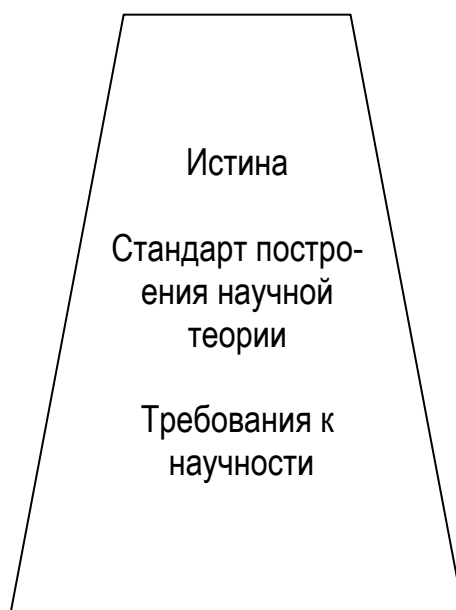 Истина
Стандарт постро-
ения научной
теории
Требования к
научности